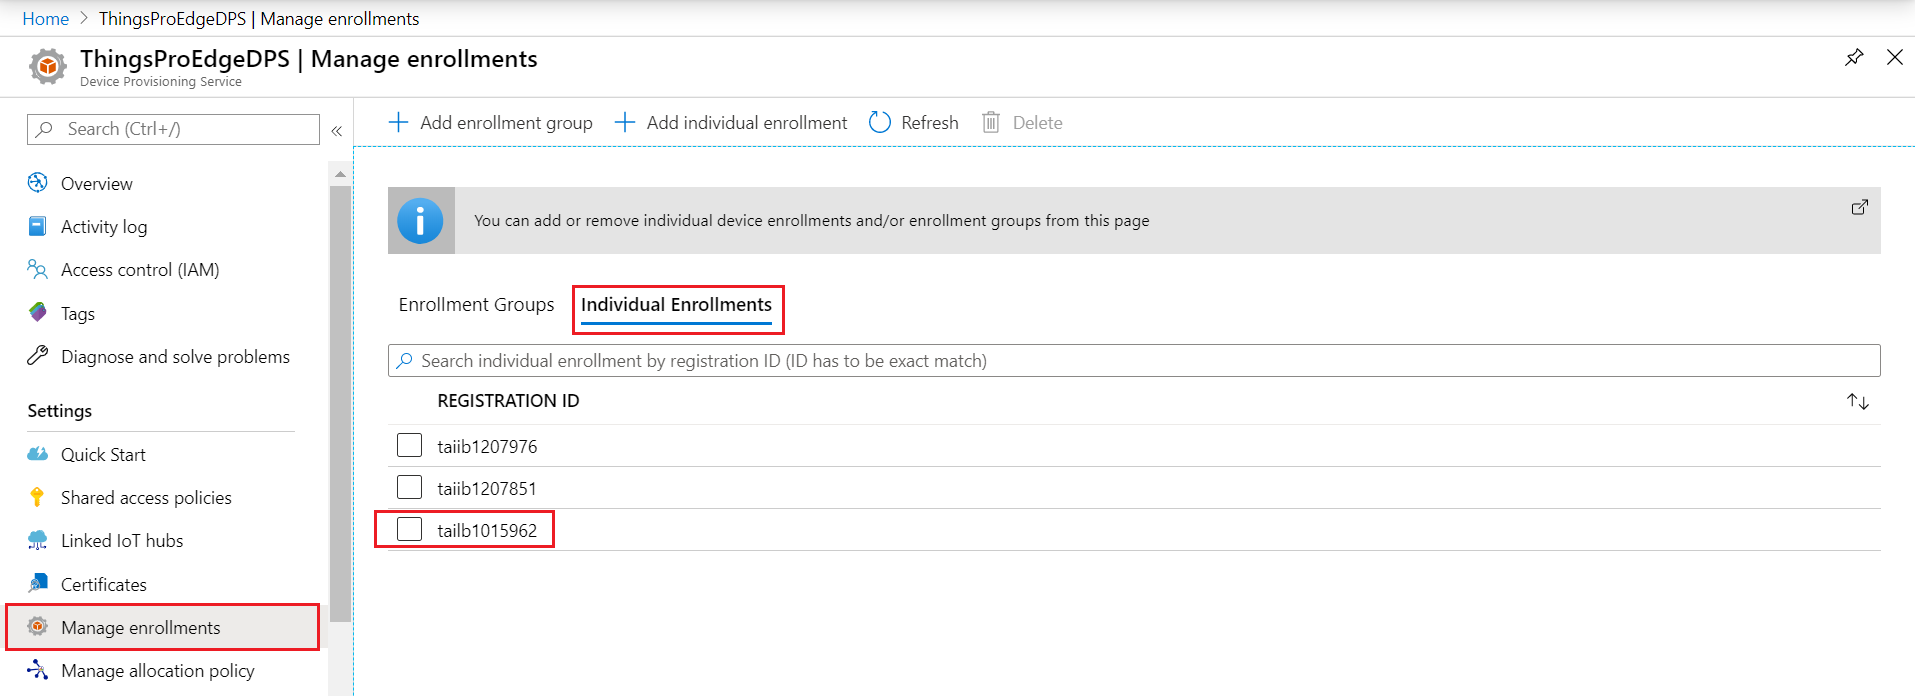 Home > ThingsProEdgeDPS | Manage enrollments
ThingsProEdgeDPS | Manage enrollments
Device Provisioning Service
Search (Ctrl+/)
«
Overview
Activity log
Access control (IAM)
Tags
Diagnose and solve problems
Settings
Quick Start
Shared access policies
Linked IoT hubs
Certificates
Manage enrollments
Manage allocation policy
Add enrollment group Add individual enrollment Refresh Delete
You can add or remove individual device enrollments and/or enrollment groups from this page
Enrollment Groups Individual Enrollments
Search individual enrollment by registration ID (ID has to be exact match)
REGISTRATION ID
taiib1207976
taiib1207851
tailb1015962